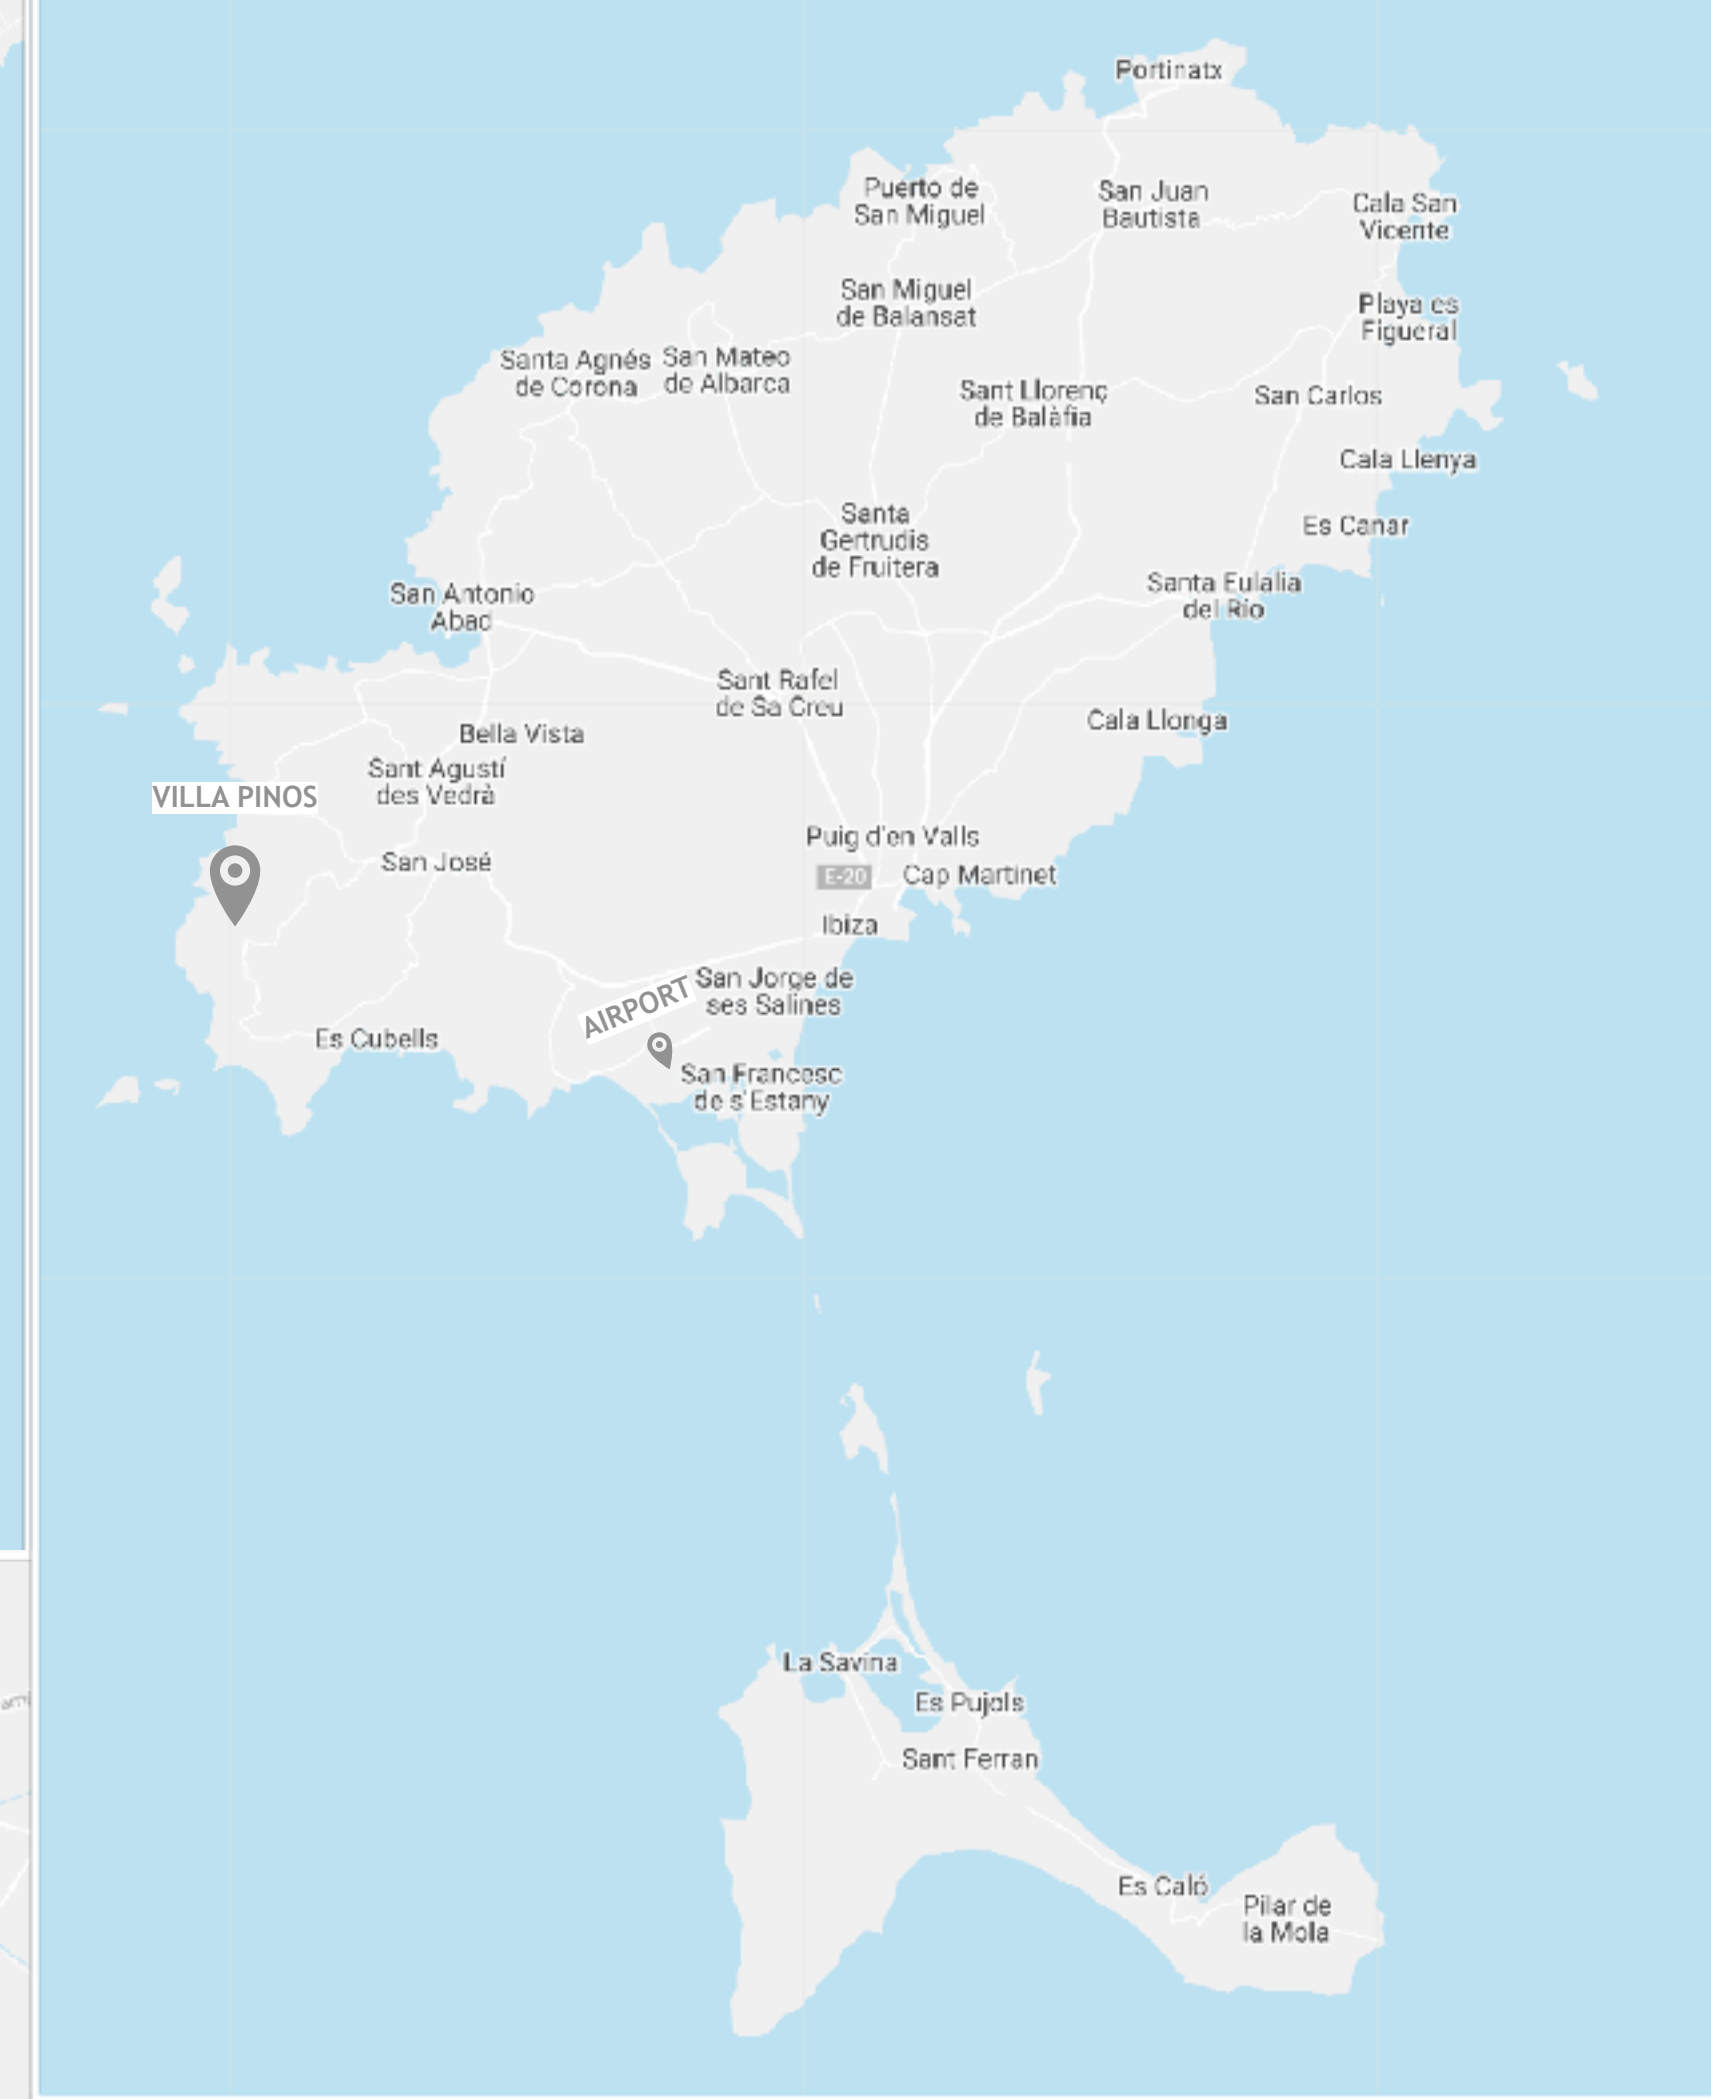 Portinatx
Puerto de
San Miguel
San Juan
Bautista
Cala San
Vicente
San Miguel
de Balansat
Playa es
Figueral
Santa Agnés
de Corona
San Mateo
de Albarca
Sant Llorenç
de Balàfia
San Carlos
Cala Llenya
Santa
Gertrudis
de Fruitera
Es Canar
San Antonio
Abad
Santa Eulalia
del Río
Sant Rafel
de Sa Creu
Cala Llonga
Bella Vista
Sant Agustí
des Vedrà
VILLA PINOS
San José
Puig d'en Valls
E-20
Cap Martinet
Ibiza
AIRPORT
San Jorge de
ses Salines
Es Cubells
San Francesc
de s'Estany
La Savina
Es Pujols
Sant Ferran
Es Caló
Pilar de
la Mola